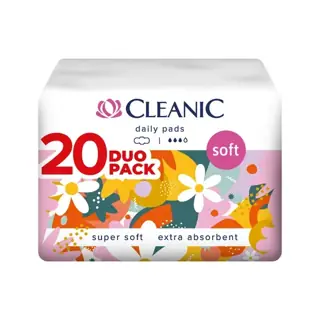 CLEANIC
daily pads
soft
20 DUO
PACK
super soft extra absorbent